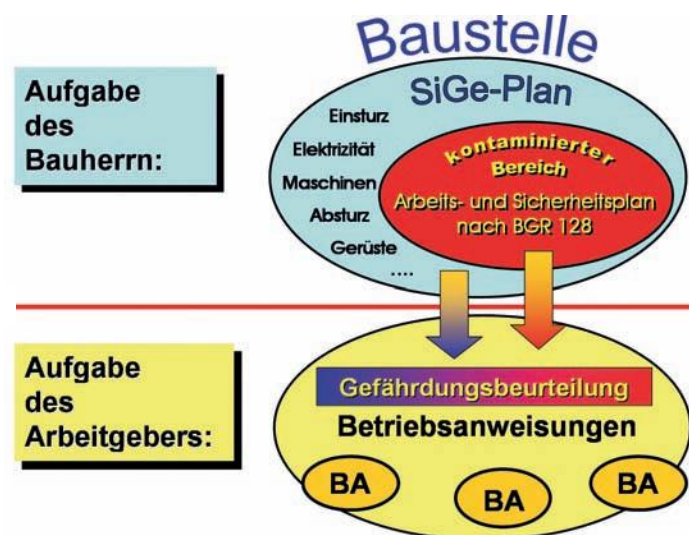 Baustelle
Aufgabe
des
Bauherrn:
SiGe-Plan
Einsturz
Elektrizität
Maschinen
Absturz
Gerüste
....
kontaminierter
Bereich
Arbeits- und Sicherheitsplan
nach BGR 128
Aufgabe
des
Arbeitgebers:
Gefährdungsbeurteilung
Betriebsanweisungen
BA
BA
BA